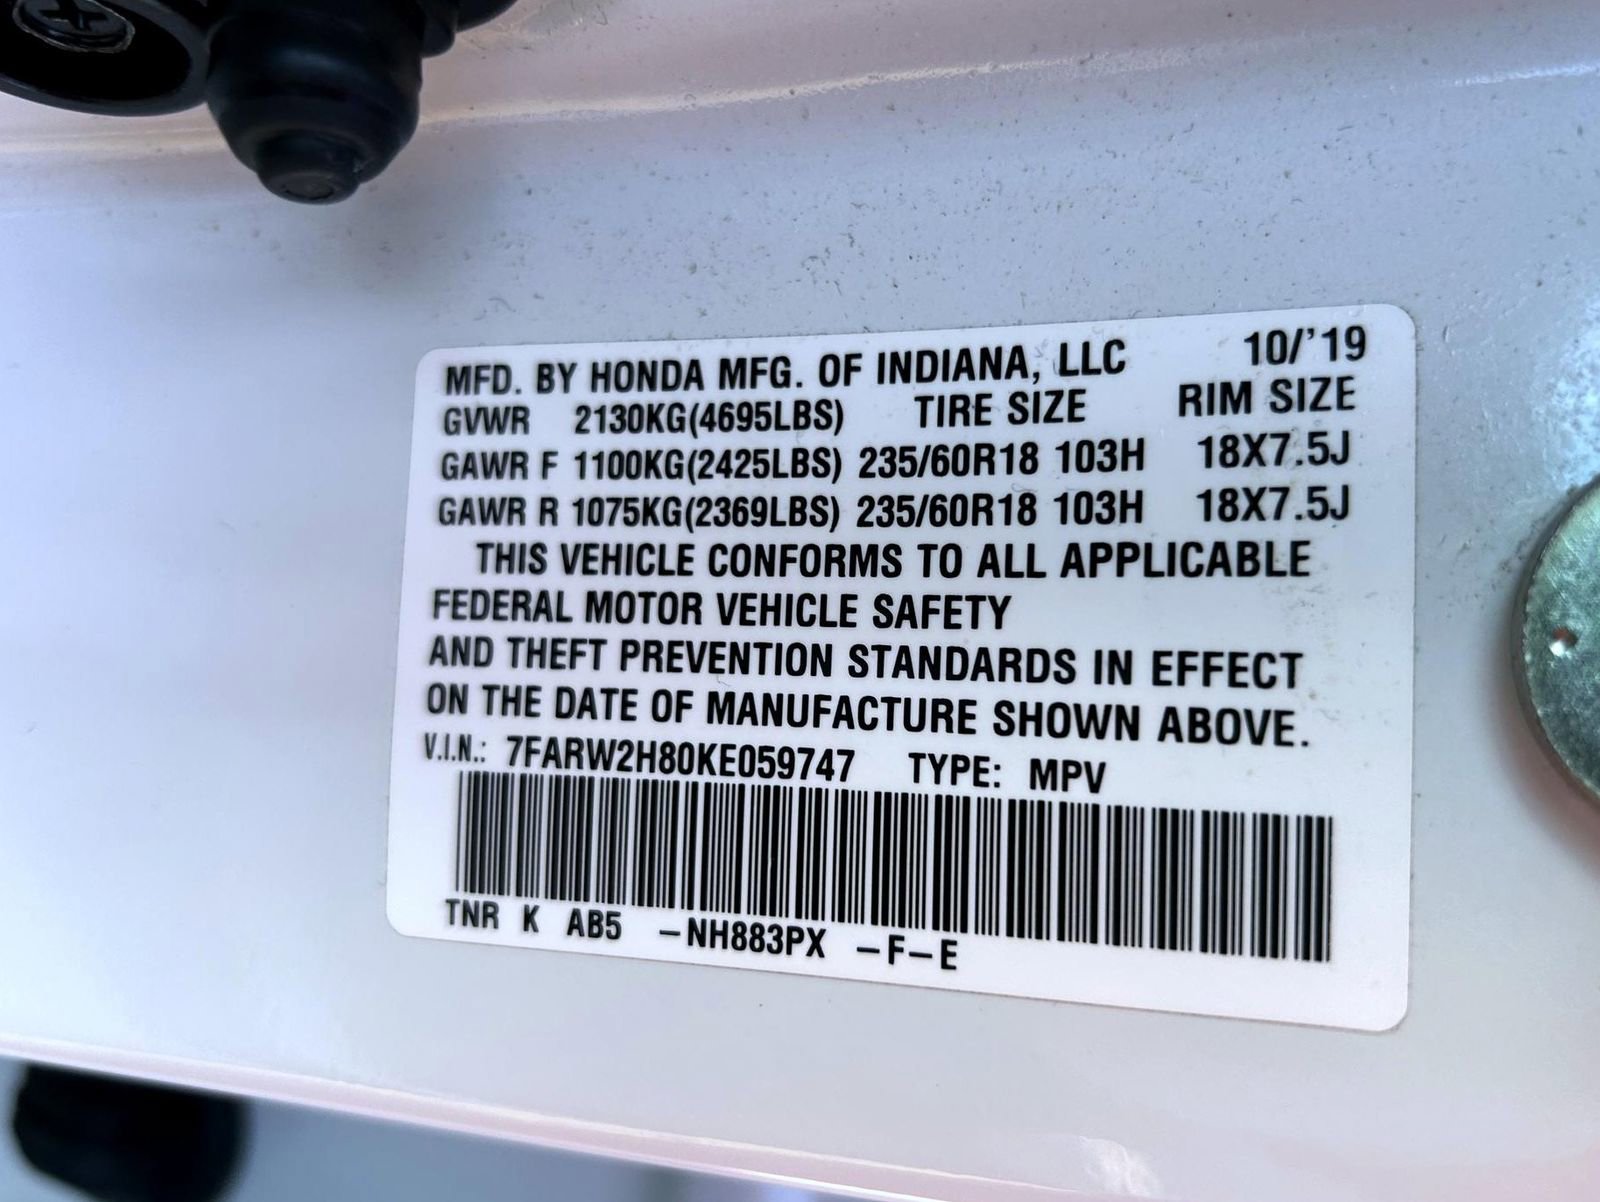 MFD. BY HONDA MFG. OF INDIANA, LLC 10/'19
GVWR 2130KG(4695LBS) TIRE SIZE RIM SIZE
GAWR F 1100KG(2425LBS) 235/60R18 103H 18X7.5J
GAWR R 1075KG(2369LBS) 235/60R18 103H 18X7.5J
THIS VEHICLE CONFORMS TO ALL APPLICABLE
FEDERAL MOTOR VEHICLE SAFETY
AND THEFT PREVENTION STANDARDS IN EFFECT
ON THE DATE OF MANUFACTURE SHOWN ABOVE.
V.I.N.: 7FARW2H80KE059747 TYPE: MPV
TNR K AB5 -NH883PX -F-E